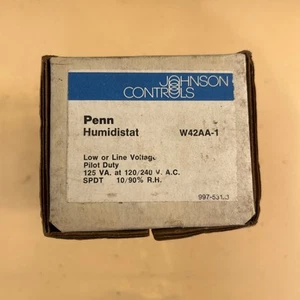 JOHNSON
CONTROLS
Penn
Humidistat W42AA-1
Low or Line Voltage
Pilot Duty
125 VA. at 120/240 V. A.C.
SPDT 10/90% R.H.